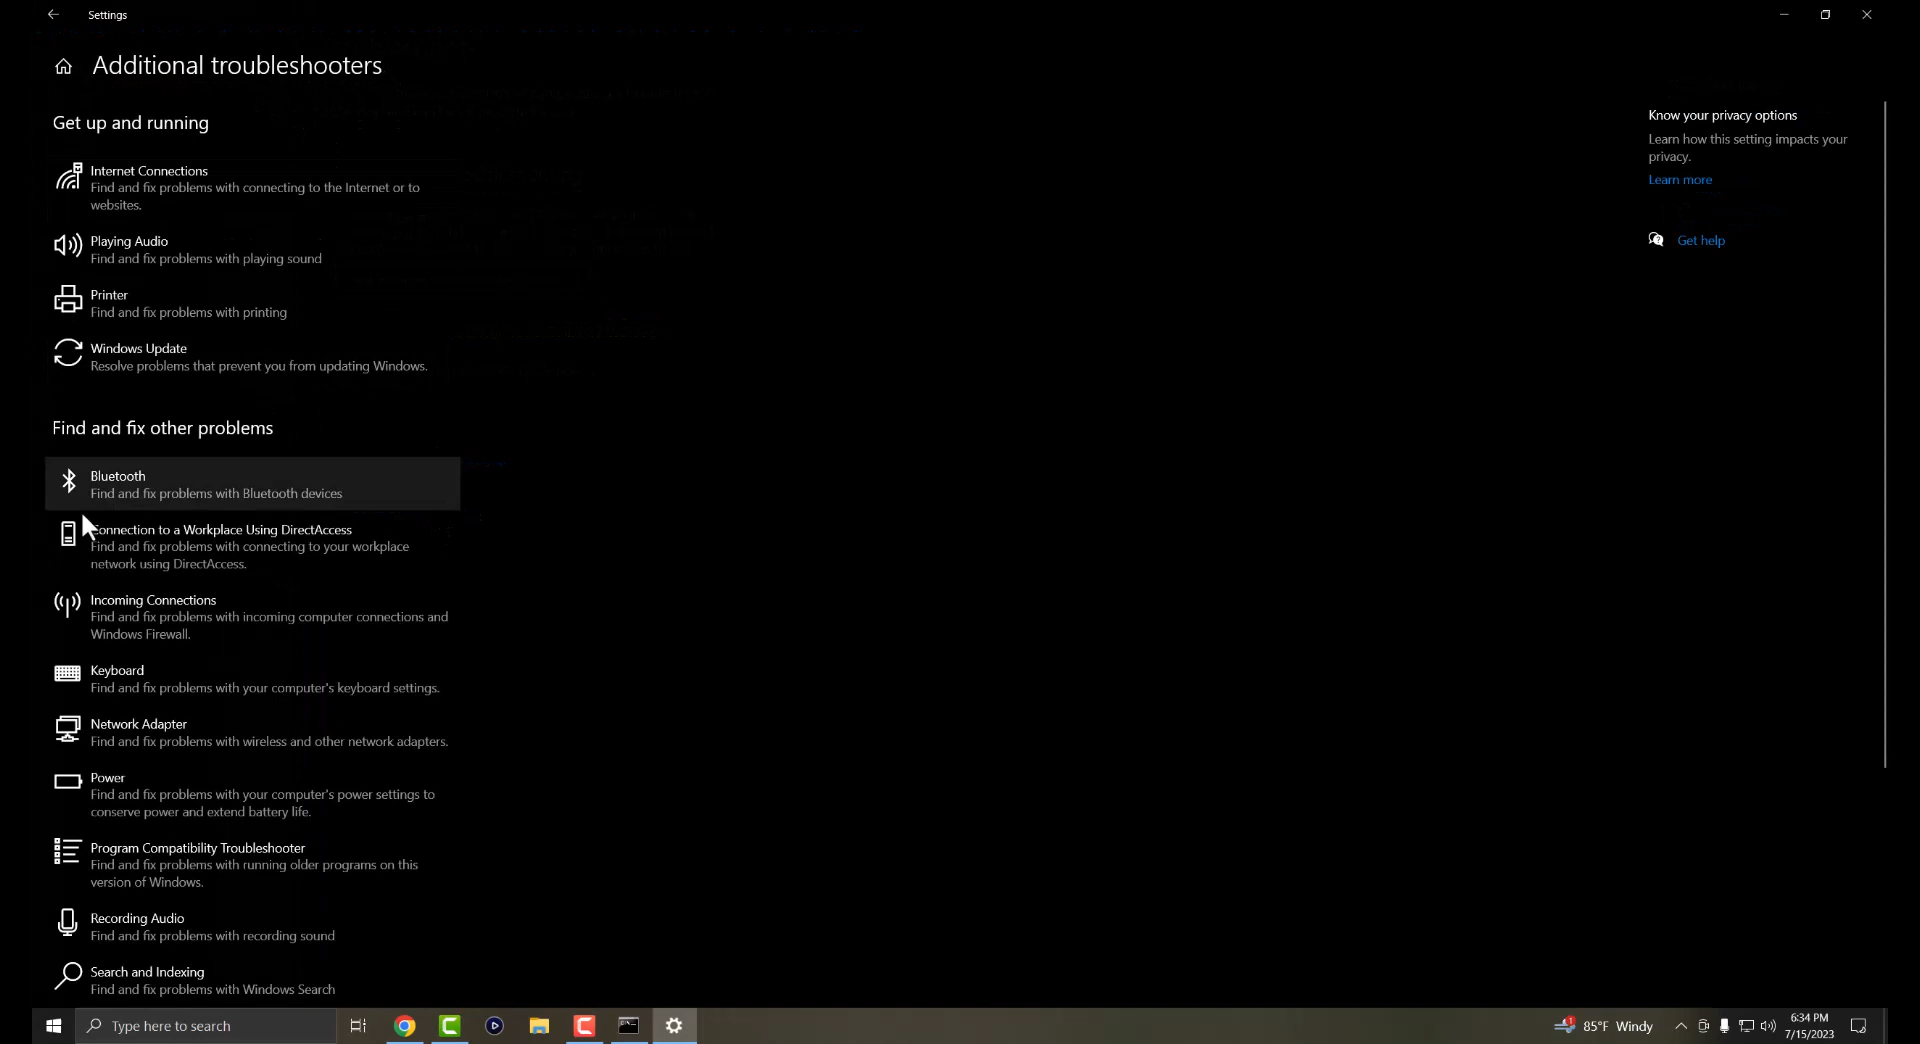 Settings
Additional troubleshooters
Get up and running
Internet Connections
Find and fix problems with connecting to the Internet or to
websites.
Playing Audio
Find and fix problems with playing sound
Printer
Find and fix problems with printing
Windows Update
Resolve problems that prevent you from updating Windows.
Find and fix other problems
Bluetooth
Find and fix problems with Bluetooth devices
Connection to a Workplace Using DirectAccess
Find and fix problems with connecting to your workplace
network using DirectAccess.
Incoming Connections
Find and fix problems with incoming computer connections and
Windows Firewall.
Keyboard
Find and fix problems with your computer's keyboard settings.
Network Adapter
Find and fix problems with wireless and other network adapters.
Power
Find and fix problems with your computer's power settings to
conserve power and extend battery life.
Program Compatibility Troubleshooter
Find and fix problems with running older programs on this
version of Windows.
Recording Audio
Find and fix problems with recording sound
Search and Indexing
Find and fix problems with Windows Search
Know your privacy options
Learn how this setting impacts your
privacy.
Learn more
Get help
Type here to search
1
85°F Windy
6:34 PM
7/15/2023